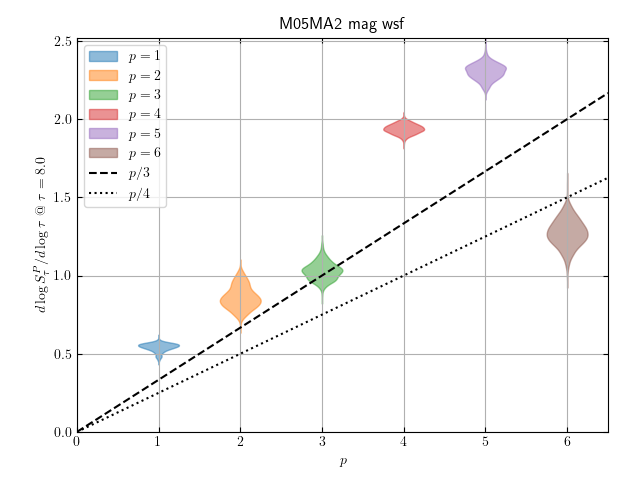 M05MA2 mag wsf
2.5
2.0
1.5
1.0
0.5
0.0
d log S_τ^P / d log τ @ τ = 8.0
p = 1
p = 2
p = 3
p = 4
p = 5
p = 6
p/3
p/4
0 1 2 3 4 5 6
p